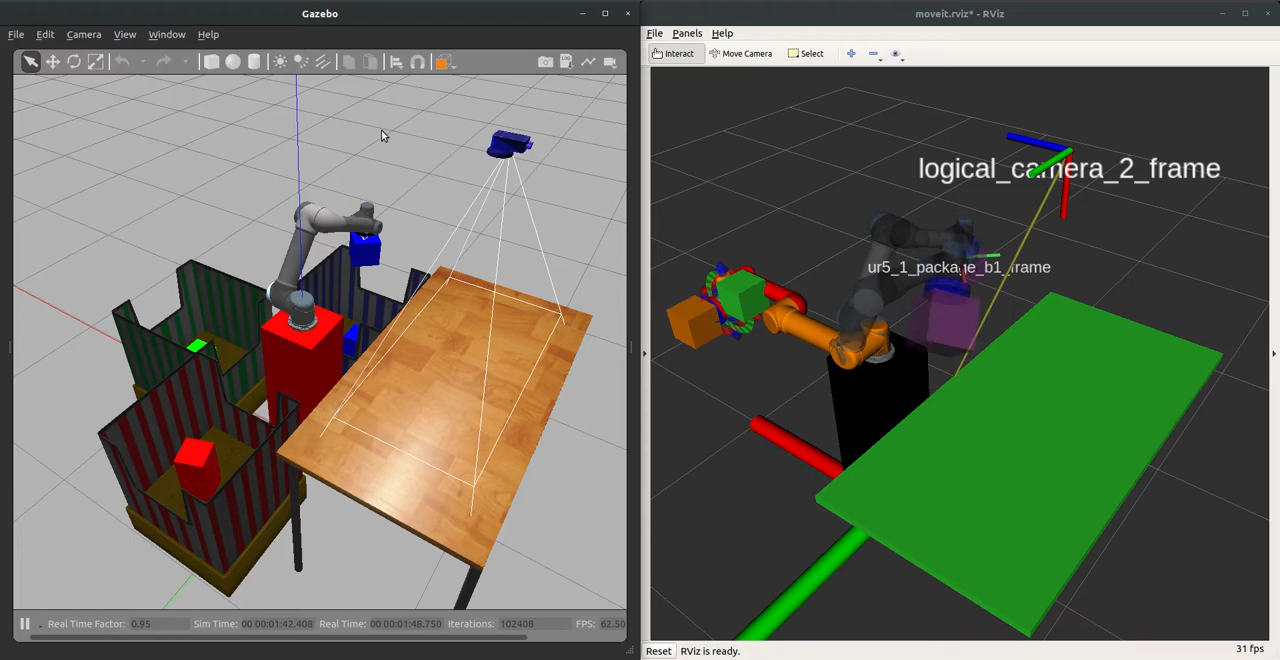 Gazebo
File Edit Camera View Window Help
Real Time Factor: 0.95 Sim Time: 00 00:01:42.408 Real Time: 00 00:01:48.750 Iterations: 102408 FPS: 62.50
moveit.rviz* - RViz
File Panels Help
Interact Move Camera Select
logical_camera_2_frame
ur5_1_package_b1_frame
Reset RViz is ready. 31 fps